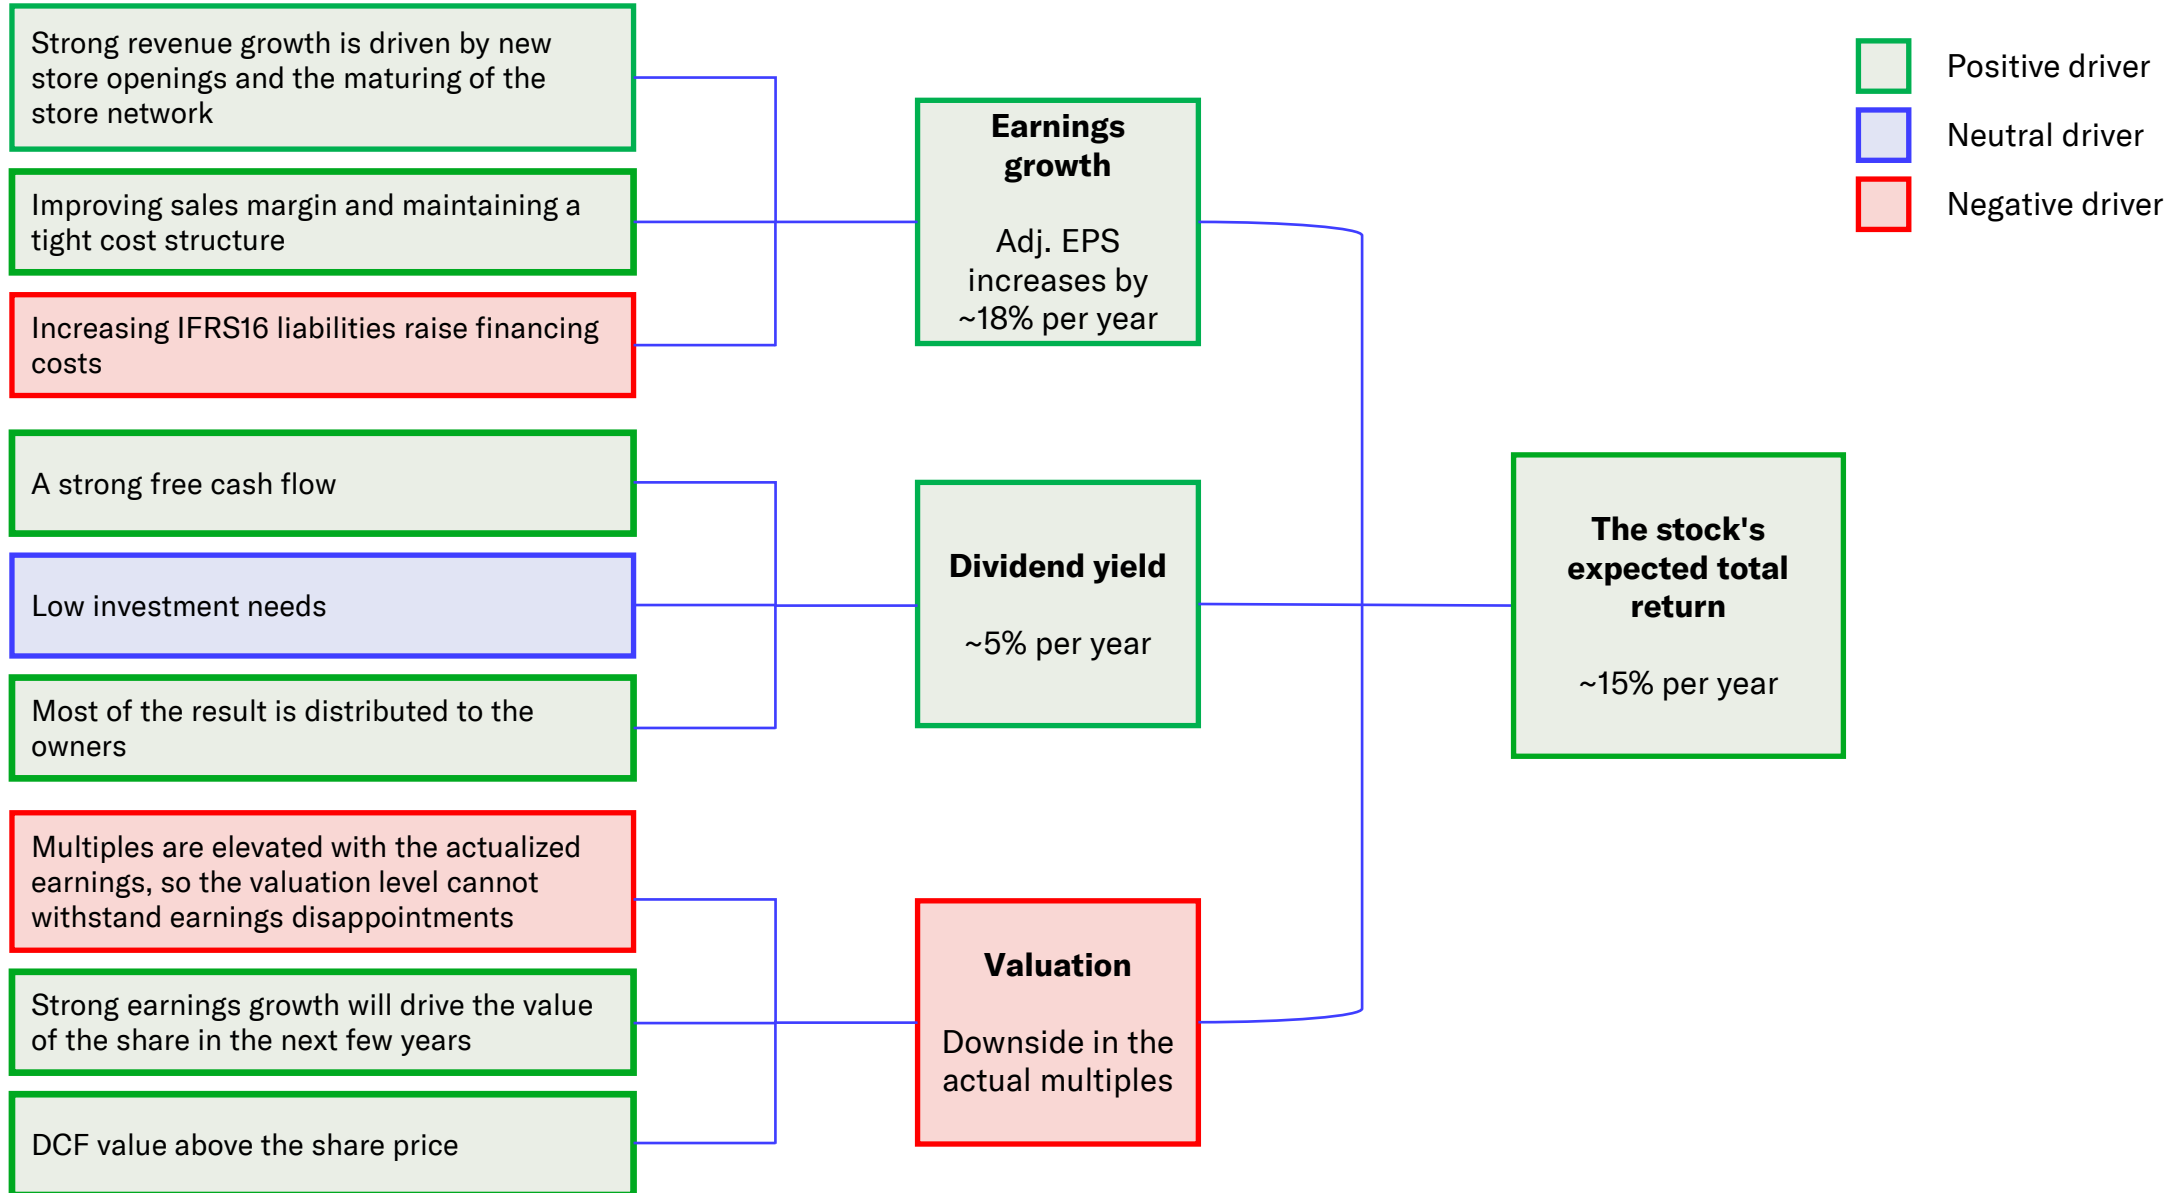 Strong revenue growth is driven by new
store openings and the maturing of the
store network
Improving sales margin and maintaining a
tight cost structure
Increasing IFRS16 liabilities raise financing
costs
A strong free cash flow
Low investment needs
Most of the result is distributed to the
owners
Multiples are elevated with the actualized
earnings, so the valuation level cannot
withstand earnings disappointments
Strong earnings growth will drive the value
of the share in the next few years
DCF value above the share price
Earnings
growth
Adj. EPS
increases by
~18% per year
Dividend yield
~5% per year
Valuation
Downside in the
actual multiples
The stock's
expected total
return
~15% per year
Positive driver
Neutral driver
Negative driver